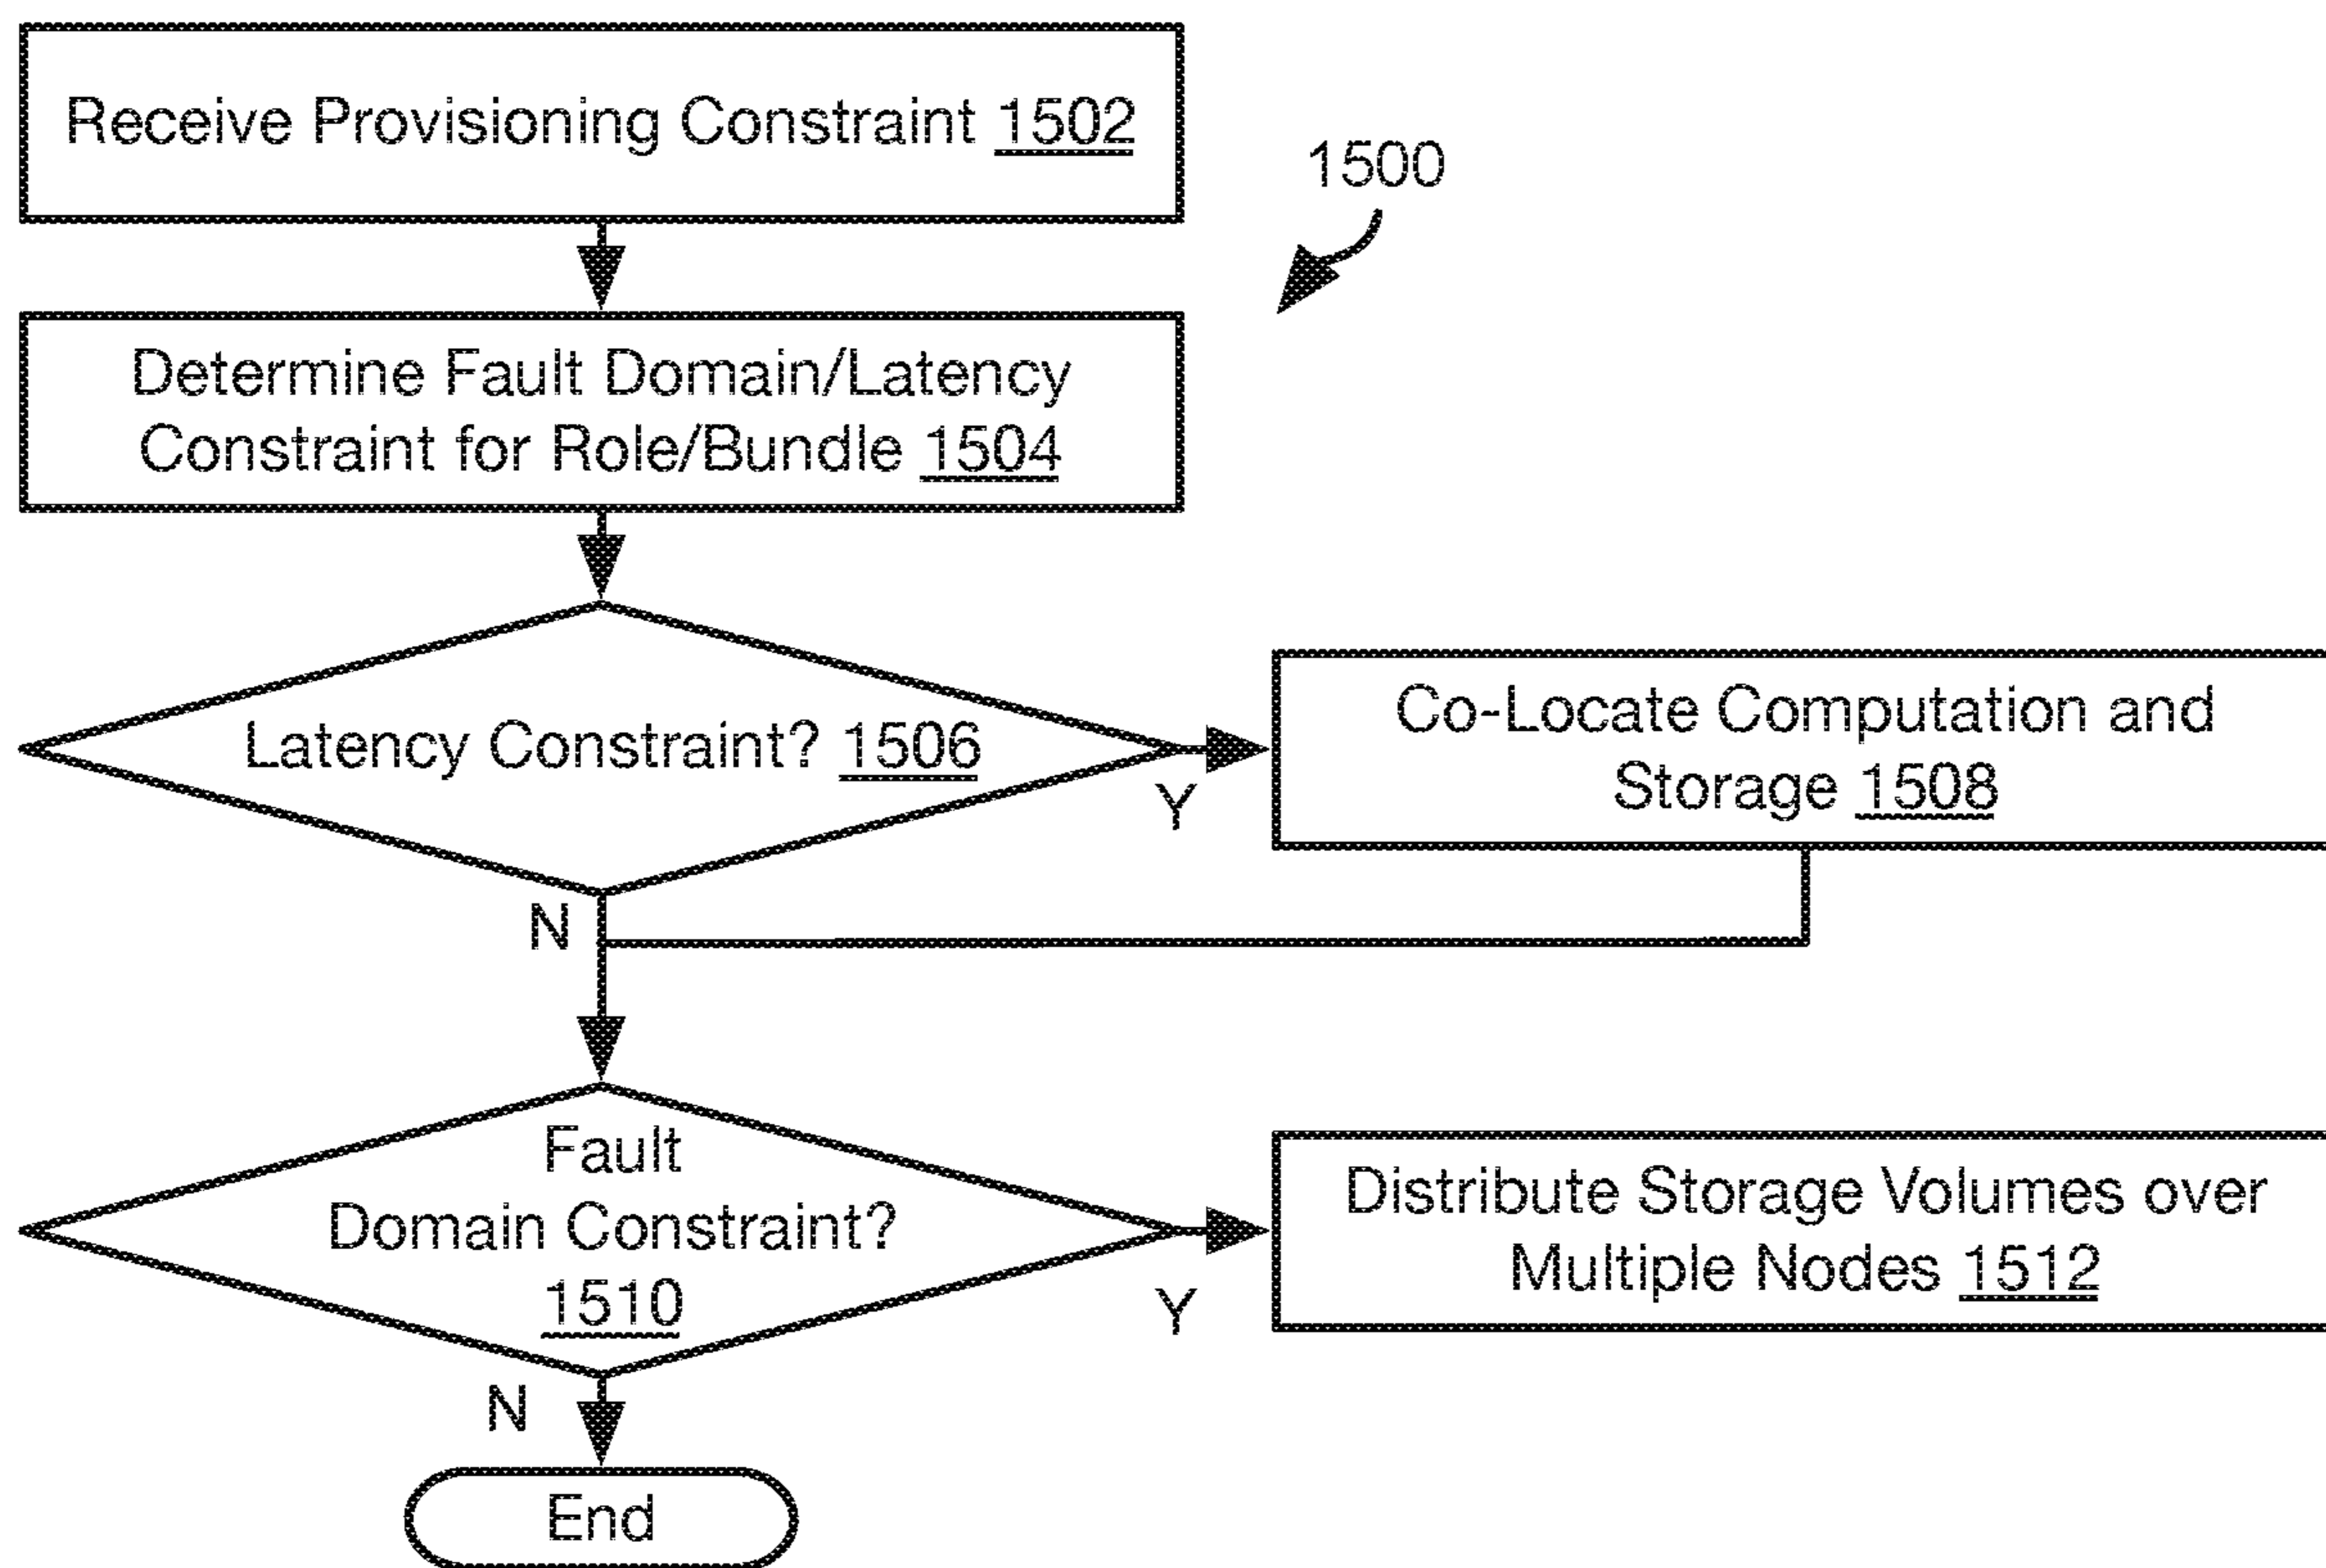 Receive Provisioning Constraint 1502
1500
Determine Fault Domain/Latency
Constraint for Role/Bundle 1504
Latency Constraint? 1506
Y
Co-Locate Computation and
Storage 1508
N
Fault
Domain Constraint?
1510
Y
Distribute Storage Volumes over
Multiple Nodes 1512
N
End